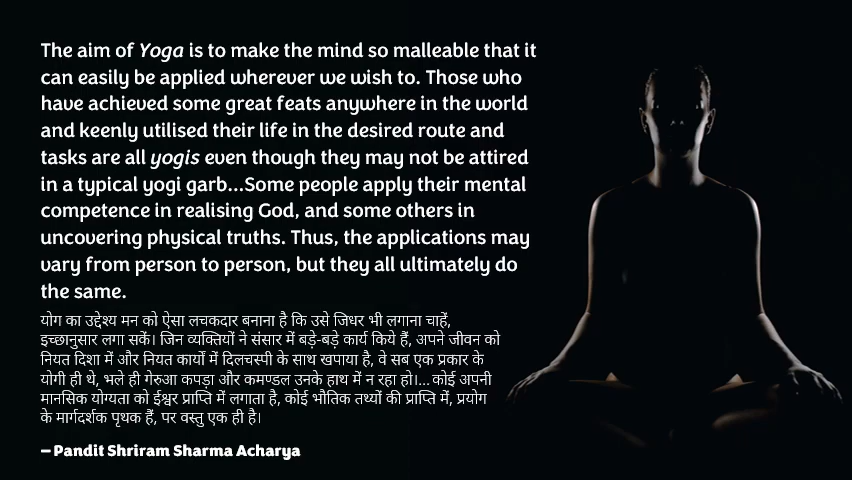 The aim of Yoga is to make the mind so malleable that it
can easily be applied wherever we wish to. Those who
have achieved some great feats anywhere in the world
and keenly utilised their life in the desired route and
tasks are all yogis even though they may not be attired
in a typical yogi garb...Some people apply their mental
competence in realising God, and some others in
uncovering physical truths. Thus, the applications may
vary from person to person, but they all ultimately do
the same.
योग का उद्देश्य मन को ऐसा लचकदार बनाना है कि उसे जिधर भी लगाना चाहें,
इच्छानुसार लगा सकें। जिन व्यक्तियों ने संसार में बड़े-बड़े कार्य किये हैं, अपने जीवन को
नियत दिशा में और नियत कार्यों में दिलचस्पी के साथ खपाया है, वे सब एक प्रकार के
योगी ही थे, भले ही गेरुआ कपड़ा और कमण्डल उनके हाथ में न रहा हो।...कोई अपनी
मानसिक योग्यता को ईश्वर प्राप्ति में लगाता है, कोई भौतिक तथ्यों की प्राप्ति में, प्रयोग
के मार्गदर्शक पृथक हैं, पर वस्तु एक ही है।
– Pandit Shriram Sharma Acharya